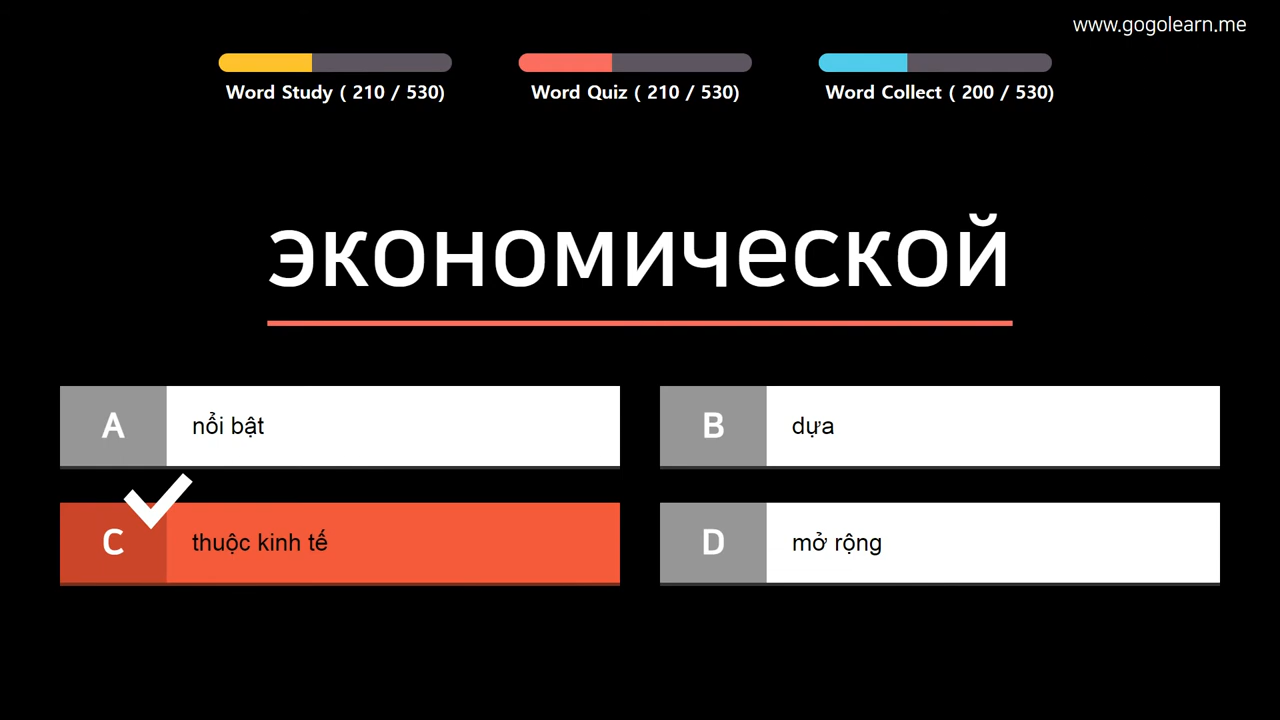 www.gogolearn.me
Word Study ( 210 / 530)
Word Quiz ( 210 / 530)
Word Collect ( 200 / 530)
экономической
A nổi bật
B dựa
C thuộc kinh tế
D mở rộng